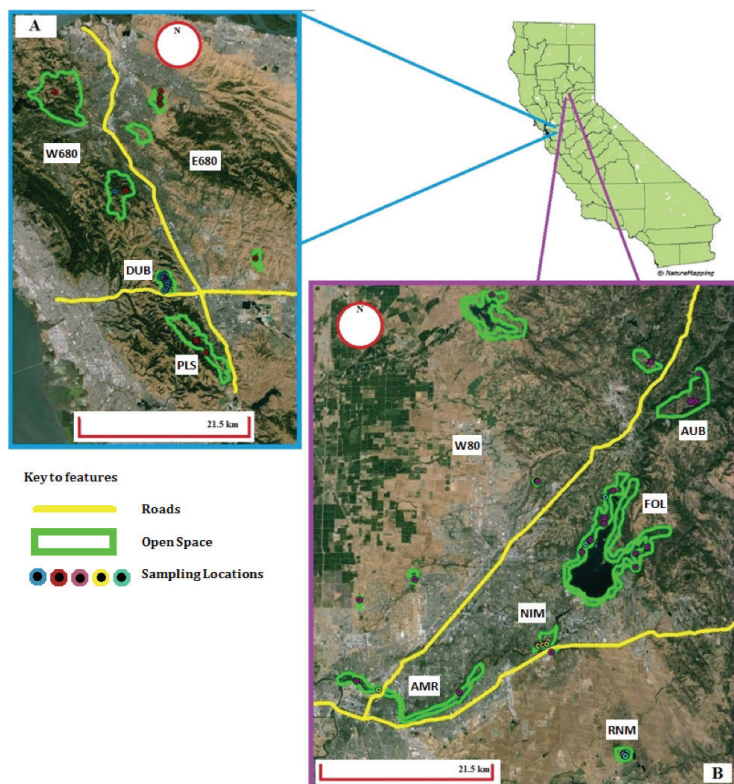 A
N
W680
E680
DUB
PLS
21.5 km
© NatureMapping
N
W80
AUB
FOL
NIM
AMR
RNM
21.5 km
B
Key to features
Roads
Open Space
Sampling Locations